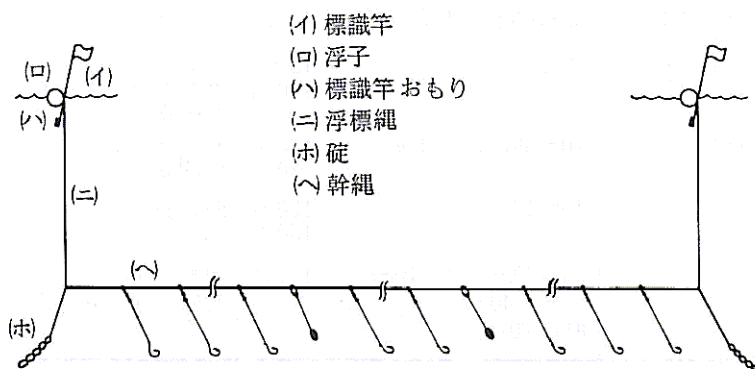 (イ) 標識竿
(ロ) 浮子
(ハ) 標識竿おもり
(ニ) 浮標縄
(ホ) 碇
(ヘ) 幹縄
(ロ)
(イ)
(ハ)
(ニ)
(ヘ)
(ホ)